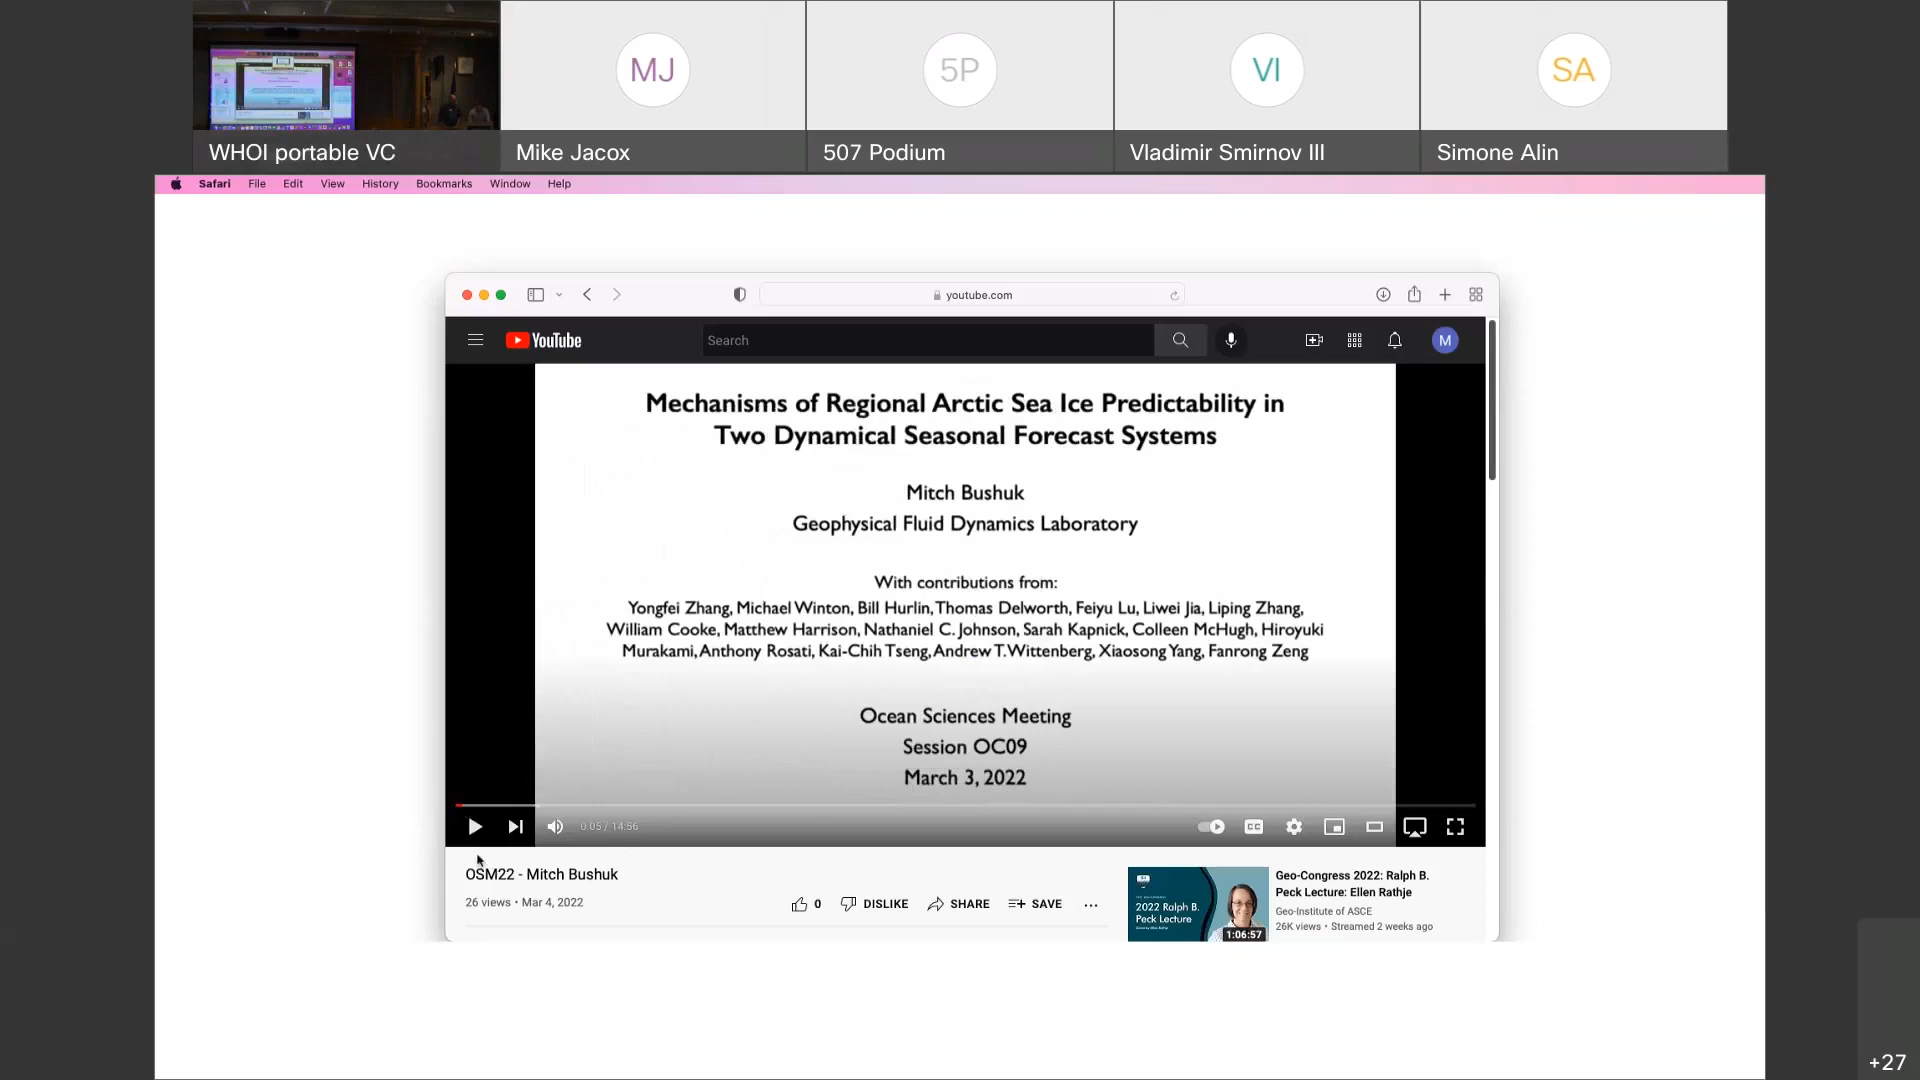 MJ
5P
VI
SA
WHOI portable VC
Mike Jacox
507 Podium
Vladimir Smirnov III
Simone Alin
Safari File Edit View History Bookmarks Window Help
youtube.com
YouTube
Search
M
Mechanisms of Regional Arctic Sea Ice Predictability in
Two Dynamical Seasonal Forecast Systems
Mitch Bushuk
Geophysical Fluid Dynamics Laboratory
With contributions from:
Yongfei Zhang, Michael Winton, Bill Hurlin, Thomas Delworth, Feiyu Lu, Liwei Jia, Liping Zhang,
William Cooke, Matthew Harrison, Nathaniel C. Johnson, Sarah Kapnick, Colleen McHugh, Hiroyuki
Murakami, Anthony Rosati, Kai-Chih Tseng, Andrew T. Wittenberg, Xiaosong Yang, Fanrong Zeng
Ocean Sciences Meeting
Session OC09
March 3, 2022
0:05 / 14:56
CC
OSM22 - Mitch Bushuk
26 views • Mar 4, 2022
0 DISLIKE SHARE SAVE ...
2022 Ralph B.
Peck Lecture
1:06:57
Geo-Congress 2022: Ralph B.
Peck Lecture: Ellen Rathje
Geo-Institute of ASCE
26K views • Streamed 2 weeks ago
+27